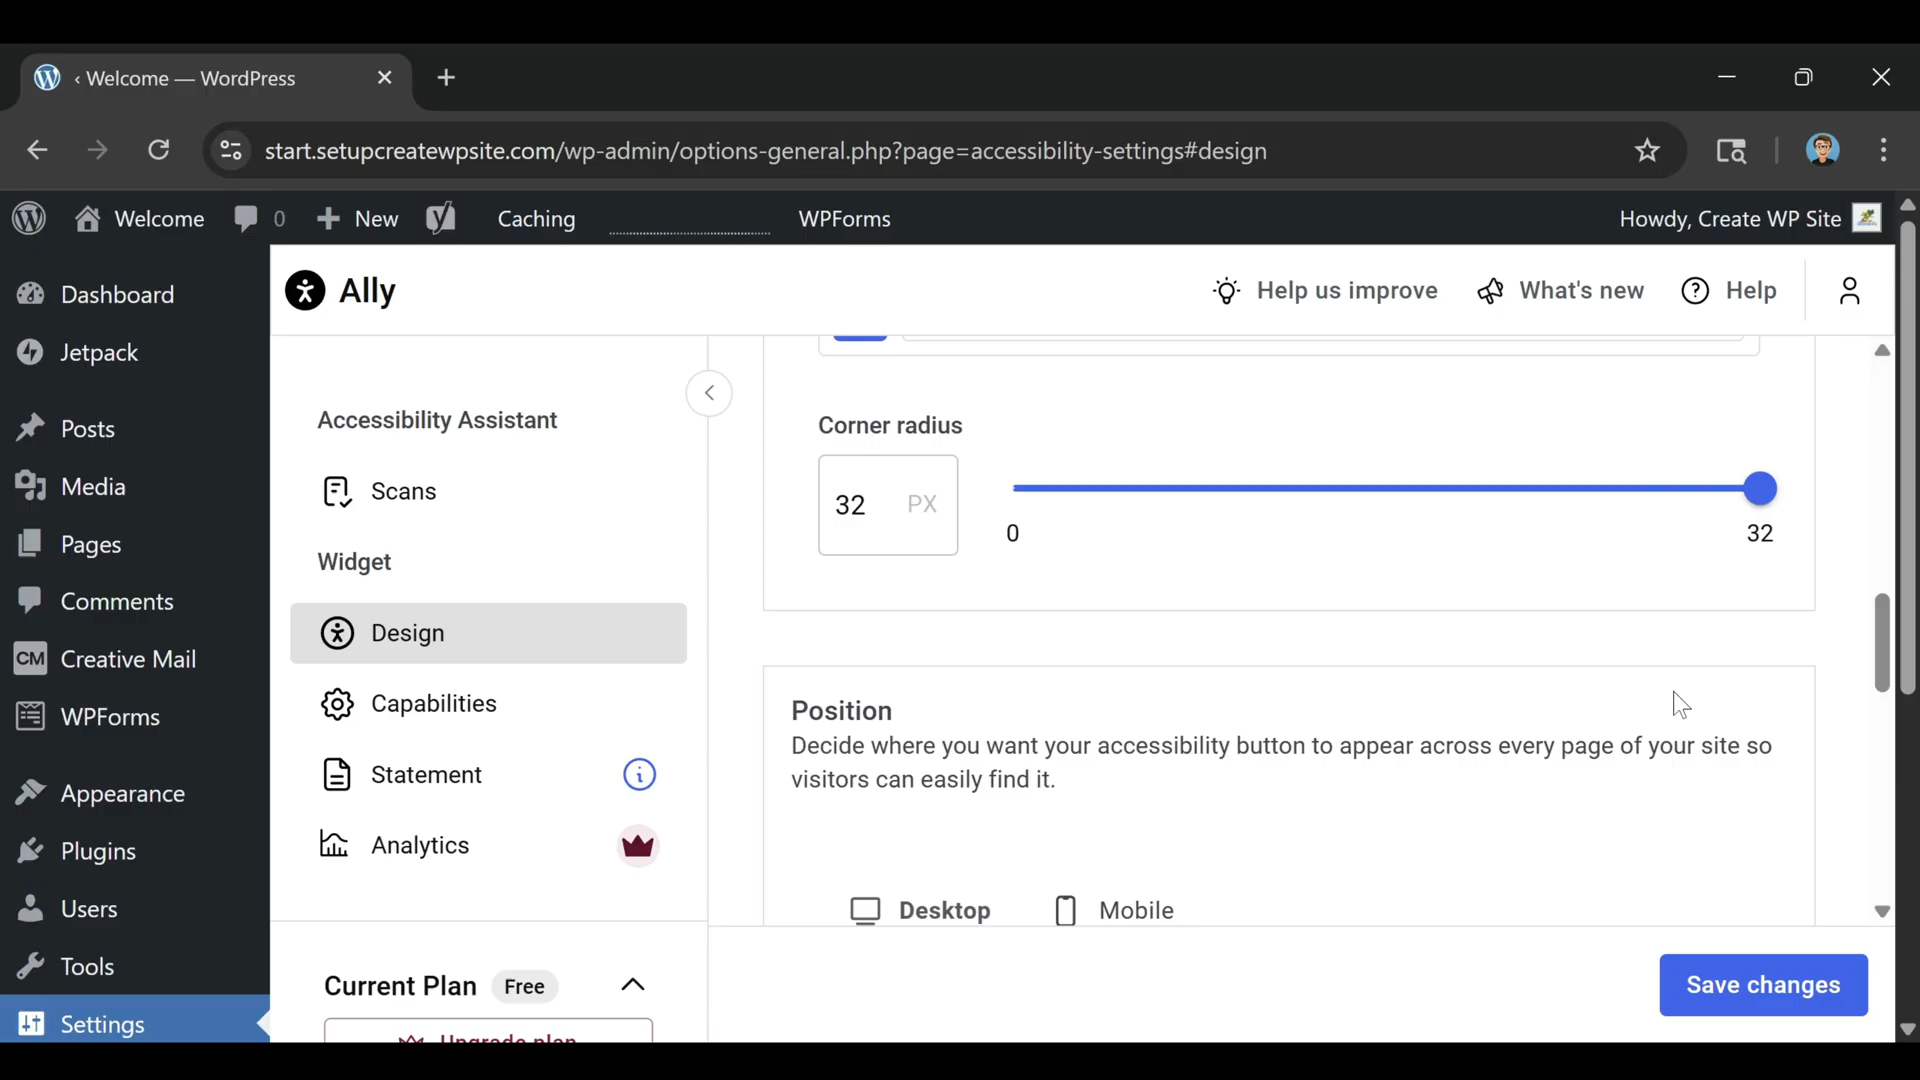 ‹ Welcome — WordPress
start.setupcreatewpsite.com/wp-admin/options-general.php?page=accessibility-settings#design
Welcome 0 New Caching WPForms Howdy, Create WP Site
Dashboard
Jetpack
Posts
Media
Pages
Comments
CM Creative Mail
WPForms
Appearance
Plugins
Users
Tools
Settings
Ally
Help us improve What's new Help
Accessibility Assistant
Scans
Widget
Design
Capabilities
Statement
Analytics
Current Plan Free
Upgrade plan
Corner radius
32 PX
0 32
Position
Decide where you want your accessibility button to appear across every page of your site so
visitors can easily find it.
Desktop Mobile
Save changes